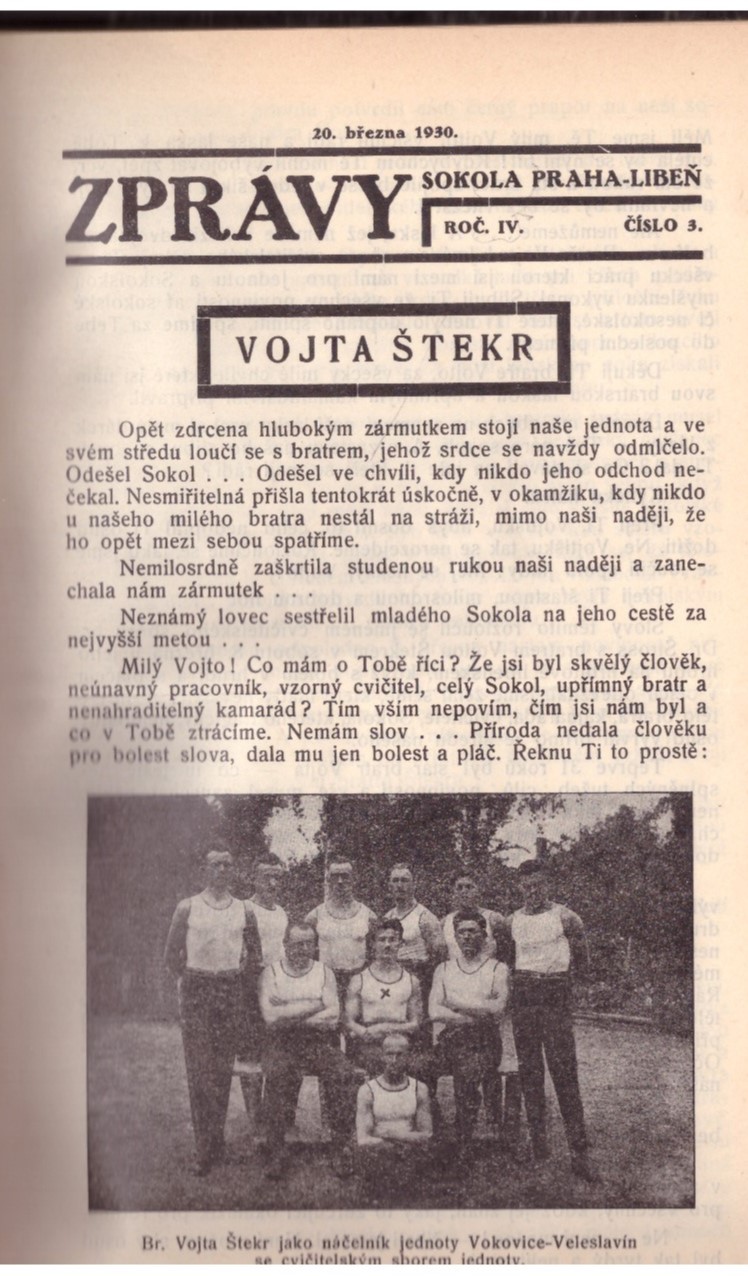 20. března 1930.
ZPRÁVY SOKOLA PRAHA-LIBEŇ
ROČ. IV. ČÍSLO 3.
VOJTA ŠTEKR
Opět zdrcena hlubokým zármutkem stojí naše jednota a ve
svém středu loučí se s bratrem, jehož srdce se navždy odmlčelo.
Odešel Sokol . . . Odešel ve chvíli, kdy nikdo jeho odchod ne-
čekal. Nesmiřitelná přišla tentokrát úskočně, v okamžiku, kdy nikdo
u našeho milého bratra nestál na stráži, mimo naši naději, že
ho opět mezi sebou spatříme.
Nemilosrdně zaškrtila studenou rukou naši naději a zane-
chala nám zármutek . . .
Neznámý lovec sestřelil mladého Sokola na jeho cestě za
nejvyšší metou . . .
Milý Vojto! Co mám o Tobě říci? Že jsi byl skvělý člověk,
neúnavný pracovník, vzorný cvičitel, celý Sokol, upřímný bratr a
nenahraditelný kamarád? Tím vším nepovím, čím jsi nám byl a
co v Tobě ztrácíme. Nemám slov . . . Příroda nedala člověku
pro bolest slova, dala mu jen bolest a pláč. Řeknu Ti to prostě:
Br. Vojta Štekr jako náčelník jednoty Vokovice-Veleslavín
se cvičitelským sborem jednoty.